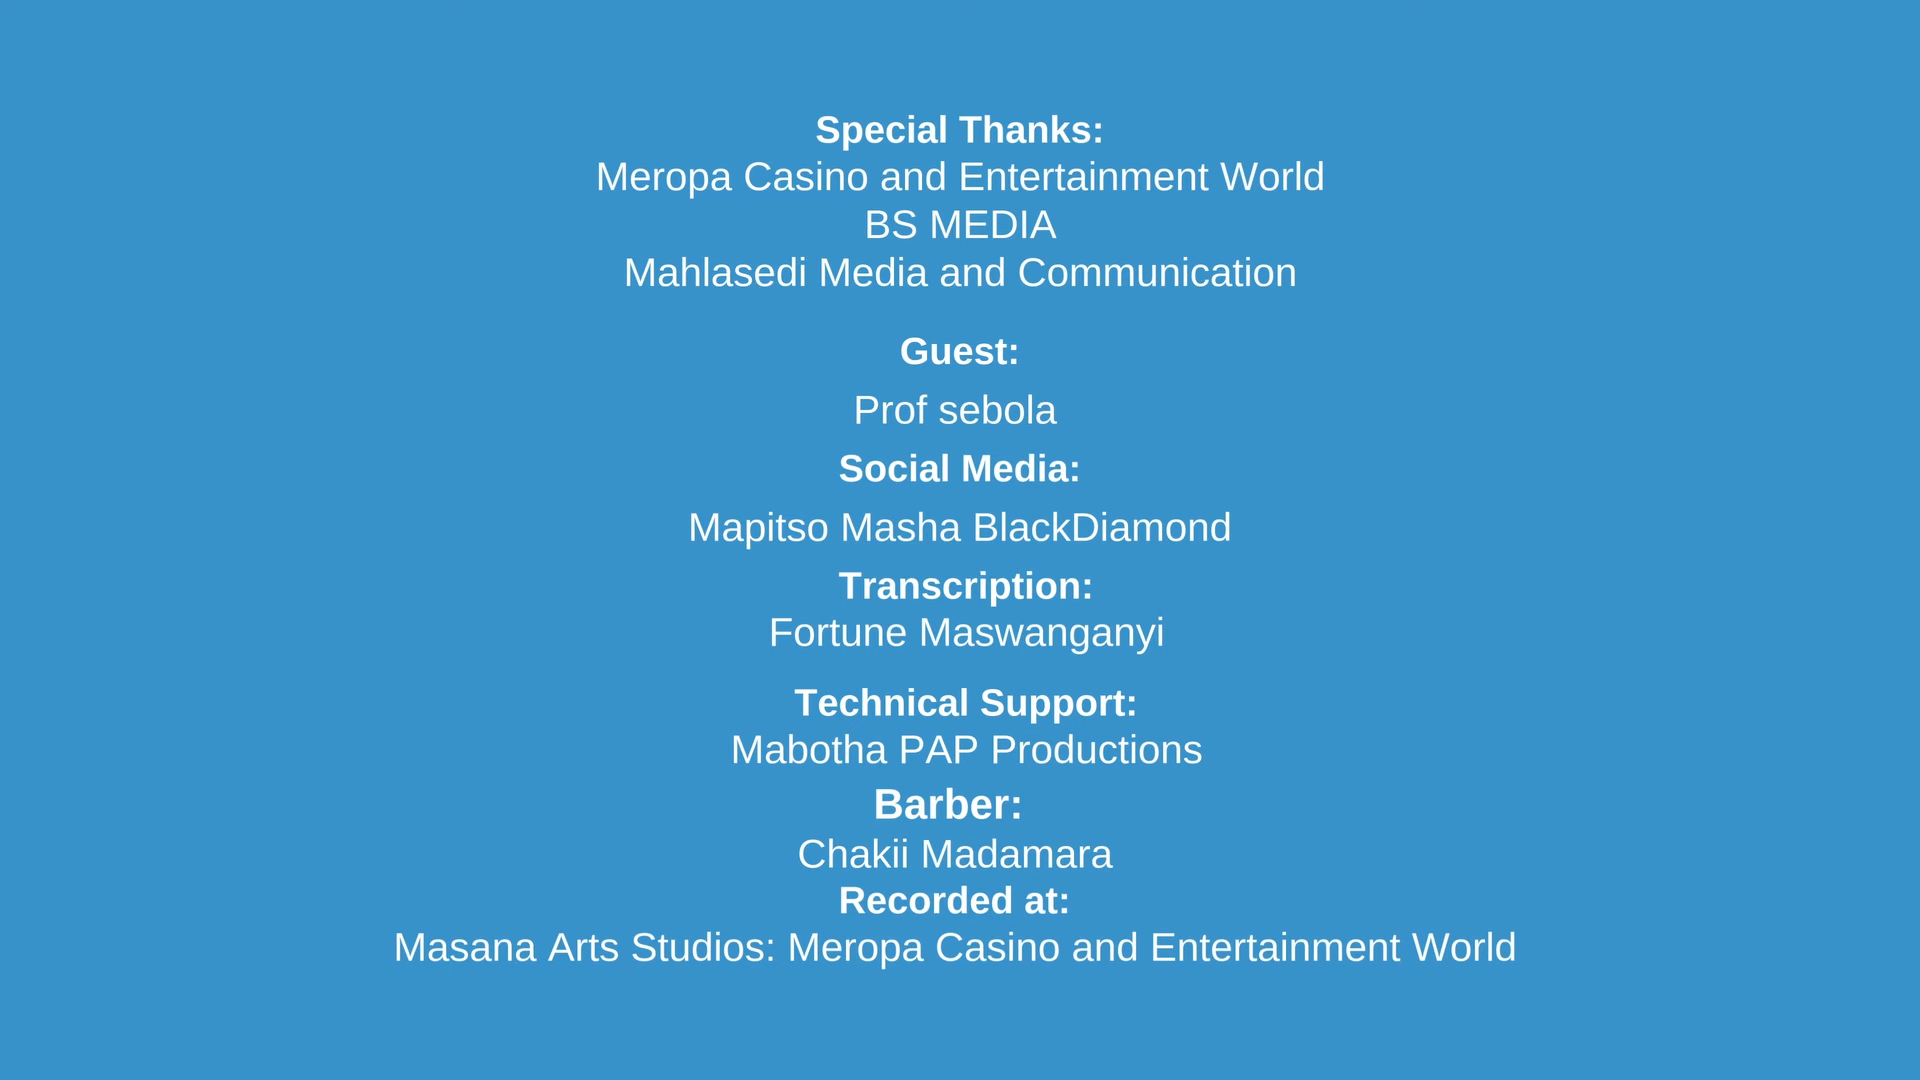 Special Thanks:
Meropa Casino and Entertainment World
BS MEDIA
Mahlasedi Media and Communication
Guest:
Prof sebola
Social Media:
Mapitso Masha BlackDiamond
Transcription:
Fortune Maswanganyi
Technical Support:
Mabotha PAP Productions
Barber:
Chakii Madamara
Recorded at:
Masana Arts Studios: Meropa Casino and Entertainment World